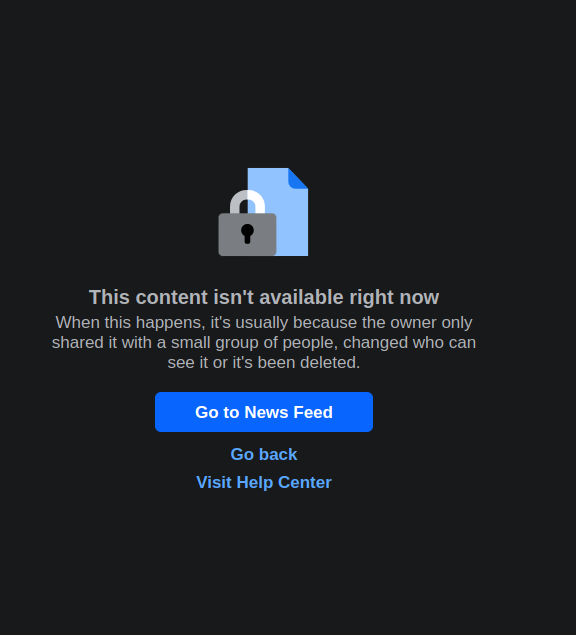 This content isn't available right now
When this happens, it's usually because the owner only
shared it with a small group of people, changed who can
see it or it's been deleted.
Go to News Feed
Go back
Visit Help Center